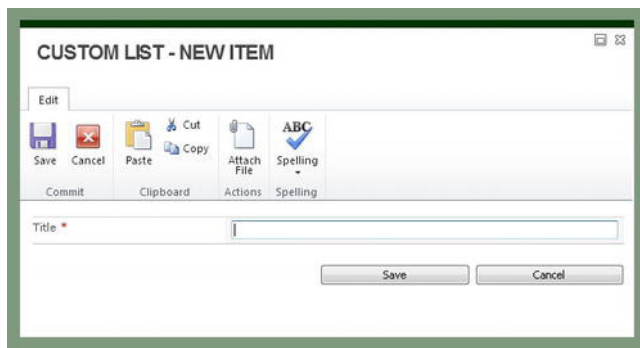 CUSTOM LIST - NEW ITEM
Edit
Save
Cancel
Paste
Cut
Copy
Attach
File
ABC
Spelling
Commit
Clipboard
Actions
Spelling
Title *
Save
Cancel